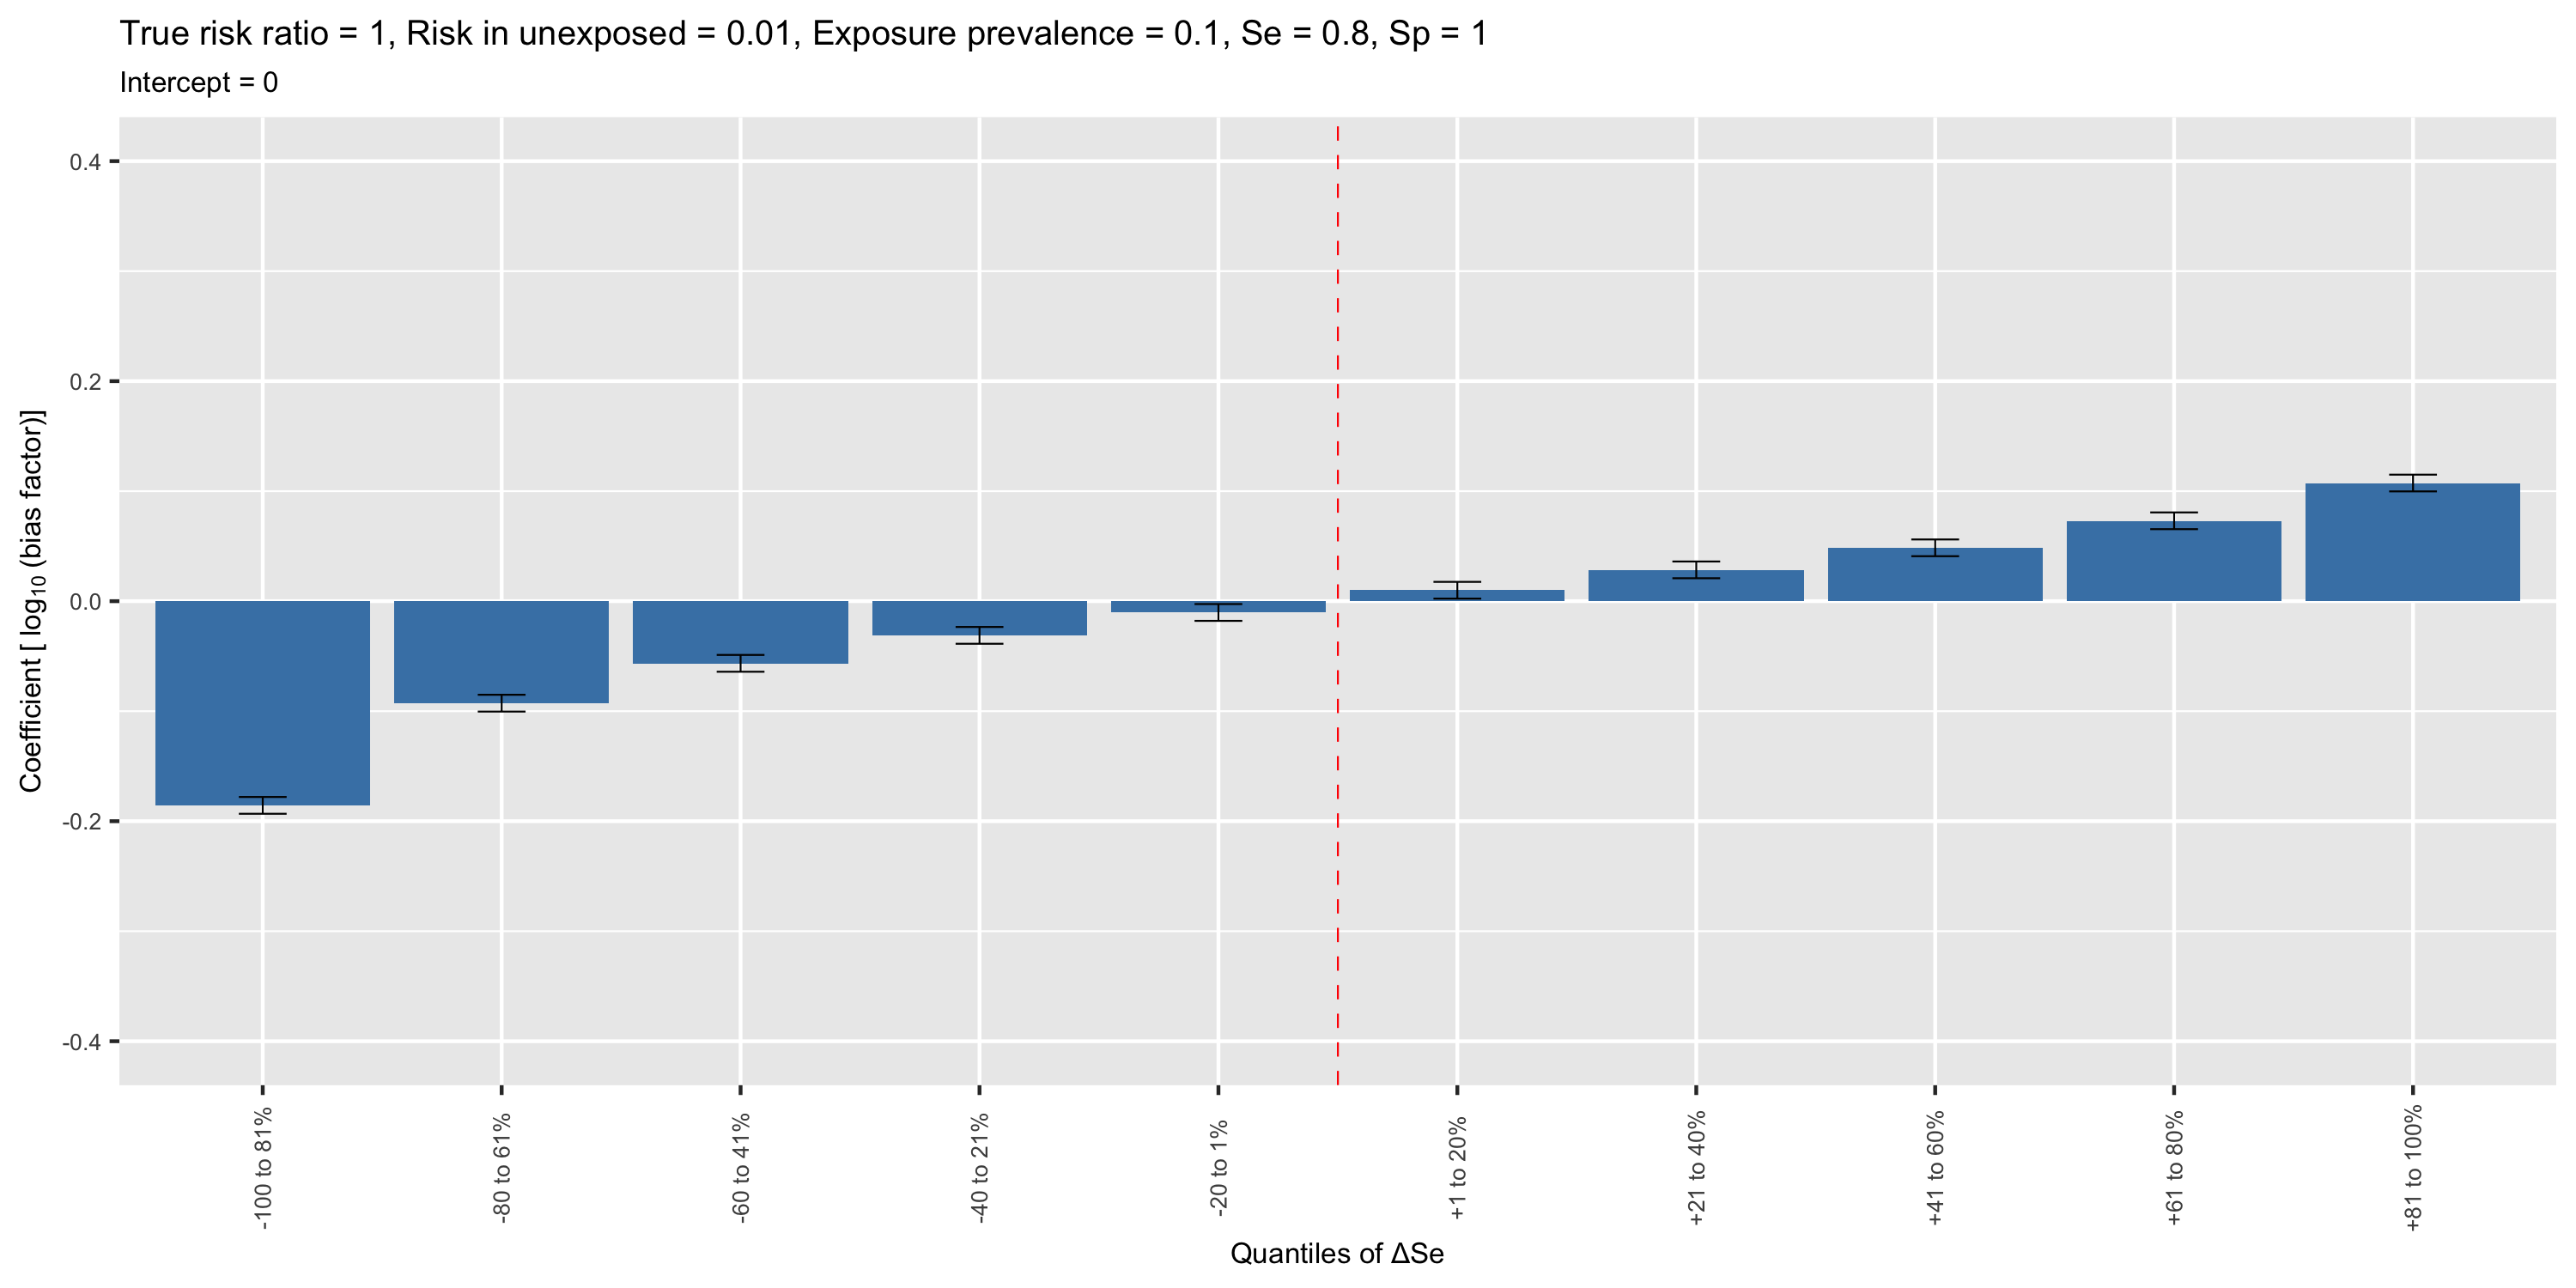 True risk ratio = 1, Risk in unexposed = 0.01, Exposure prevalence = 0.1, Se = 0.8, Sp = 1
Intercept = 0
Coefficient [ log₁₀ (bias factor)]
0.4
0.2
0.0
-0.2
-0.4
-100 to 81%
-80 to 61%
-60 to 41%
-40 to 21%
-20 to 1%
+1 to 20%
+21 to 40%
+41 to 60%
+61 to 80%
+81 to 100%
Quantiles of ΔSe